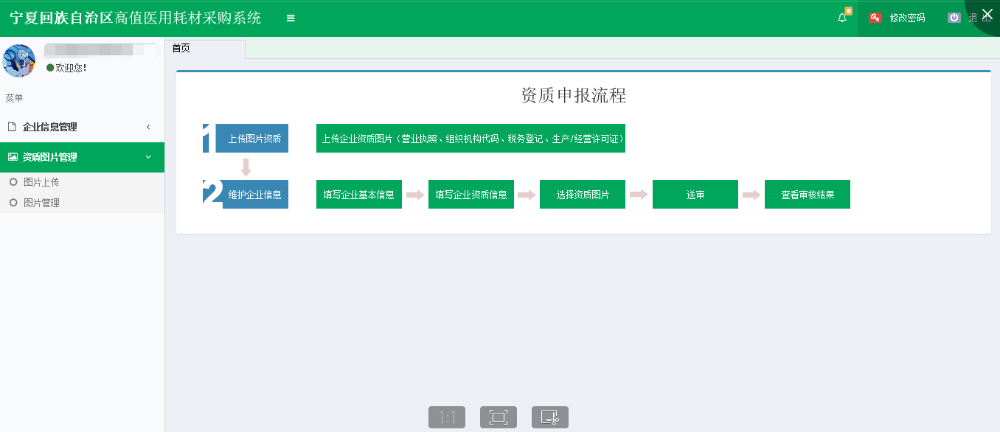 宁夏回族自治区高值医用耗材采购系统
0
修改密码
退 出
首页
欢迎您!
菜单
企业信息管理
资质图片管理
图片上传
图片管理
资质申报流程
1 上传图片资质
上传企业资质图片（营业执照、组织机构代码、税务登记、生产/经营许可证）
2 维护企业信息
填写企业基本信息
填写企业资质信息
选择资质图片
送审
查看审核结果
1:1